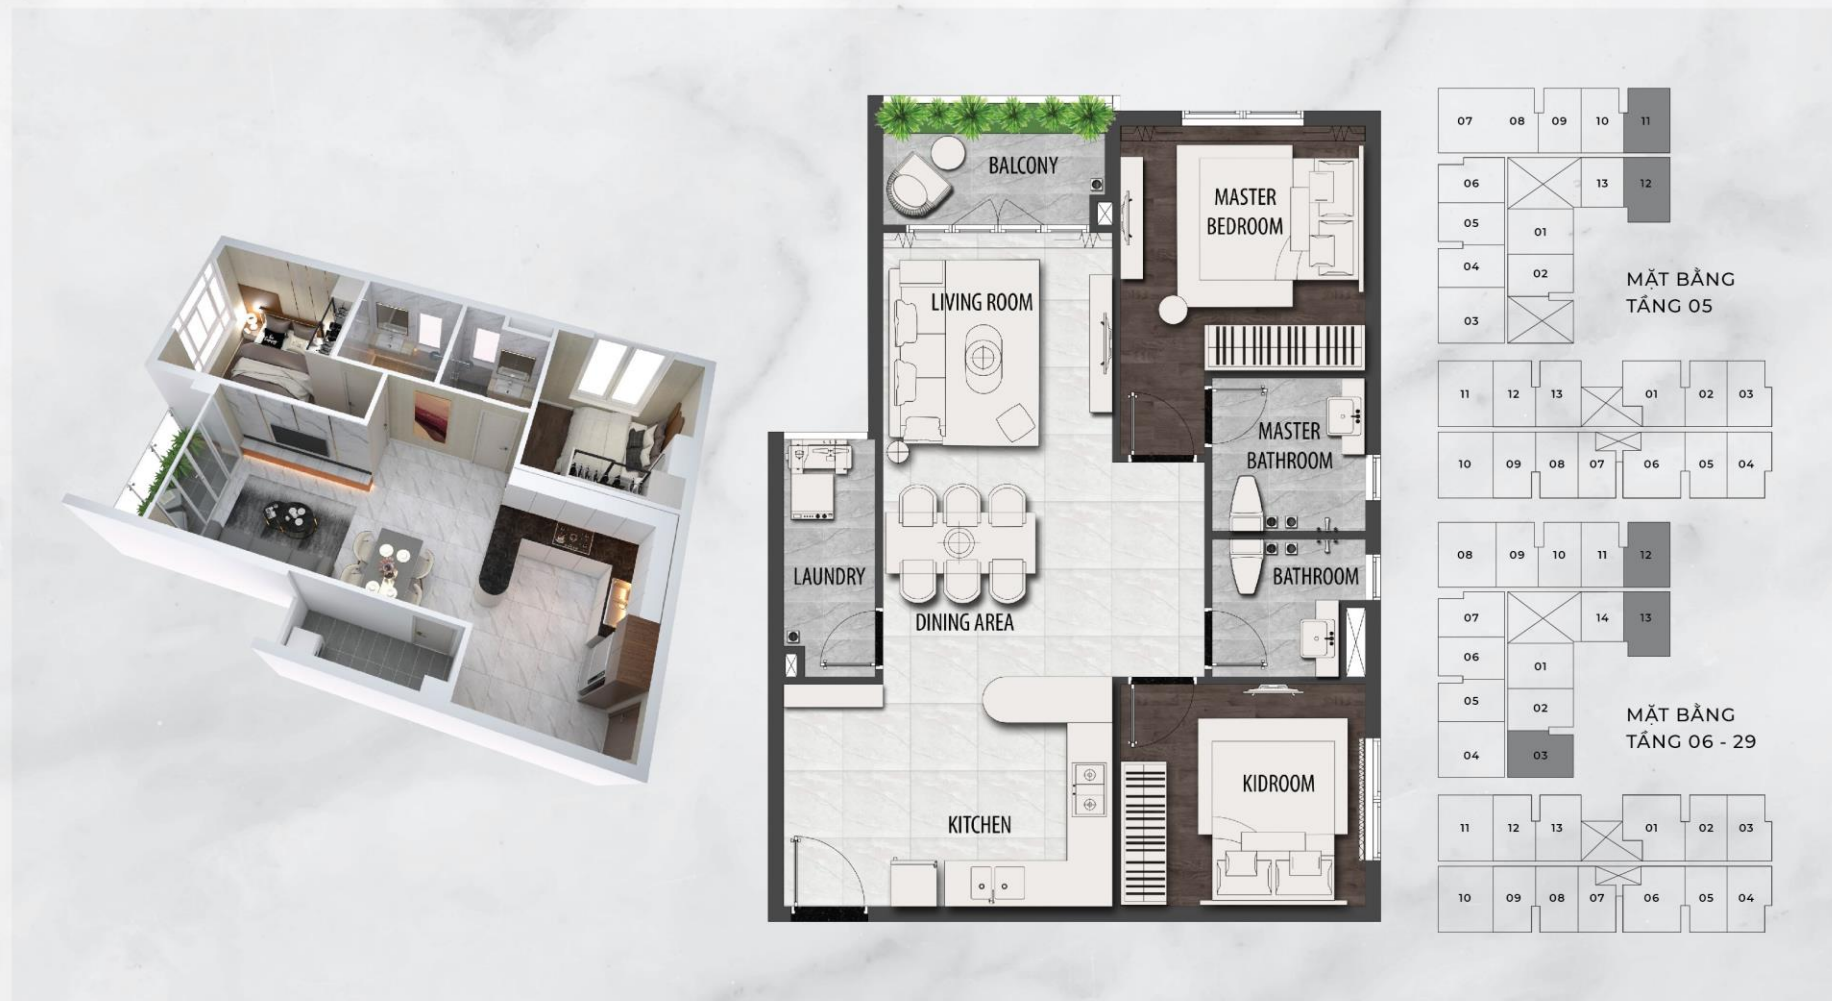 BALCONY
MASTER
BEDROOM
LIVING ROOM
MASTER
BATHROOM
LAUNDRY
BATHROOM
DINING AREA
KIDROOM
KITCHEN
07 08 09 10 11
06 13 12
05 01
04 02
03
MẶT BẰNG
TẦNG 05
11 12 13 01 02 03
10 09 08 07 06 05 04
08 09 10 11 12
07 14 13
06 01
05 02
04 03
MẶT BẰNG
TẦNG 06 - 29
11 12 13 01 02 03
10 09 08 07 06 05 04